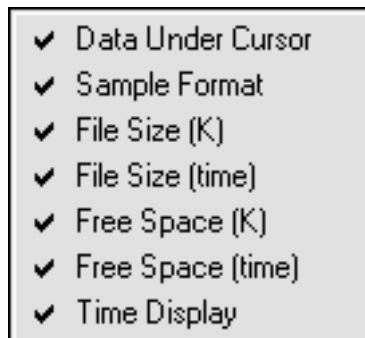 Data Under Cursor
Sample Format
File Size (K)
File Size (time)
Free Space (K)
Free Space (time)
Time Display